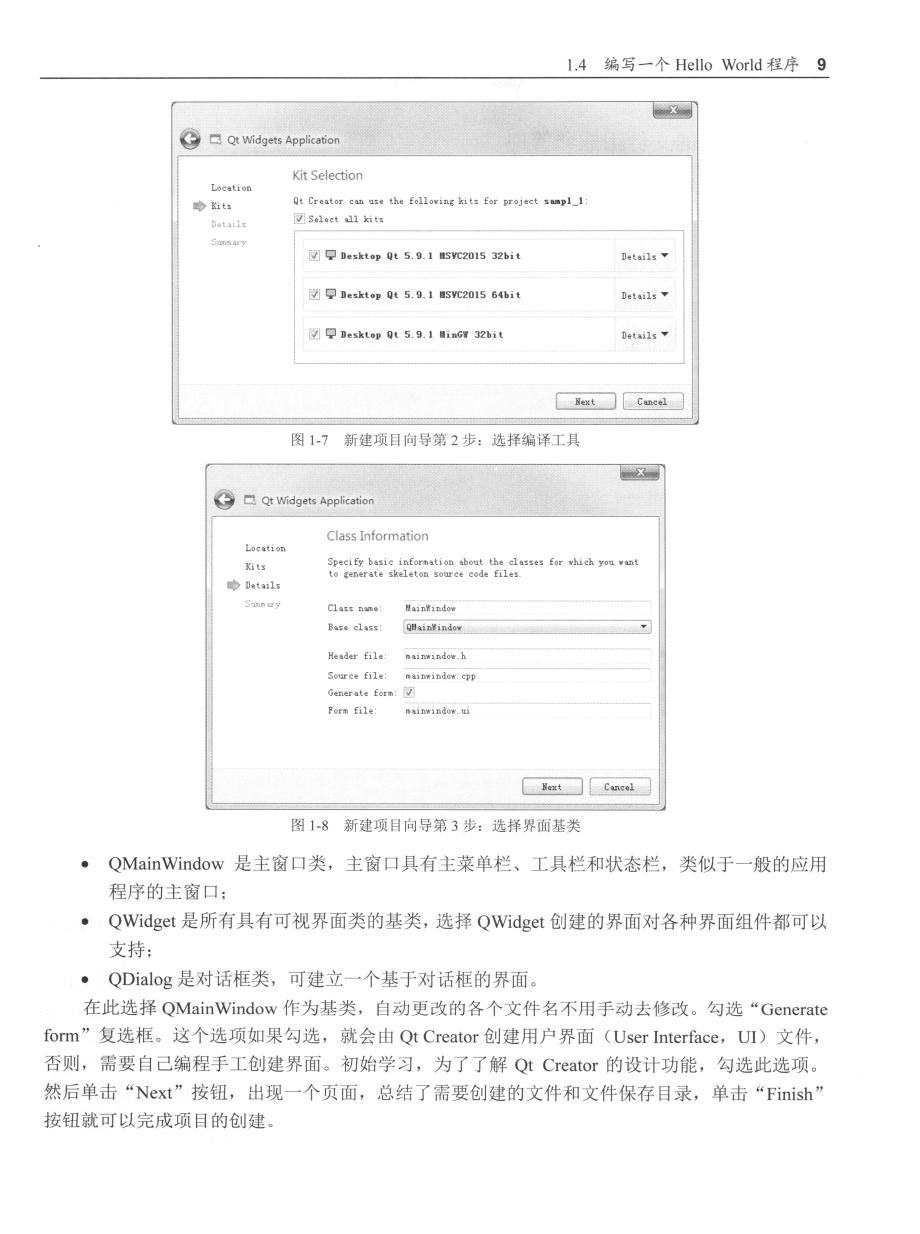 1.4 编写一个 Hello World 程序 9
Qt Widgets Application
Location
Kits
Details
Summary
Kit Selection
Qt Creator can use the following kits for project samp1_1:
Select all kits
Desktop Qt 5.9.1 MSVC2015 32bit Details
Desktop Qt 5.9.1 MSVC2015 64bit Details
Desktop Qt 5.9.1 MinGW 32bit Details
Next Cancel
图 1-7 新建项目向导第 2 步：选择编译工具
Qt Widgets Application
Location
Kits
Details
Summary
Class Information
Specify basic information about the classes for which you want
to generate skeleton source code files.
Class name: MainWindow
Base class: QMainWindow
Header file: mainwindow.h
Source file: mainwindow.cpp
Generate form:
Form file: mainwindow.ui
Next Cancel
图 1-8 新建项目向导第 3 步：选择界面基类
● QMainWindow 是主窗口类，主窗口具有主菜单栏、工具栏和状态栏，类似于一般的应用
程序的主窗口；
● QWidget 是所有具有可视界面类的基类，选择 QWidget 创建的界面对各种界面组件都可以
支持；
● QDialog 是对话框类，可建立一个基于对话框的界面。
在此选择 QMainWindow 作为基类，自动更改的各个文件名不用手动去修改。勾选“Generate
form”复选框。这个选项如果勾选，就会由 Qt Creator 创建用户界面（User Interface，UI）文件，
否则，需要自己编程手工创建界面。初始学习，为了了解 Qt Creator 的设计功能，勾选此选项。
然后单击“Next”按钮，出现一个页面，总结了需要创建的文件和文件保存目录，单击“Finish”
按钮就可以完成项目的创建。